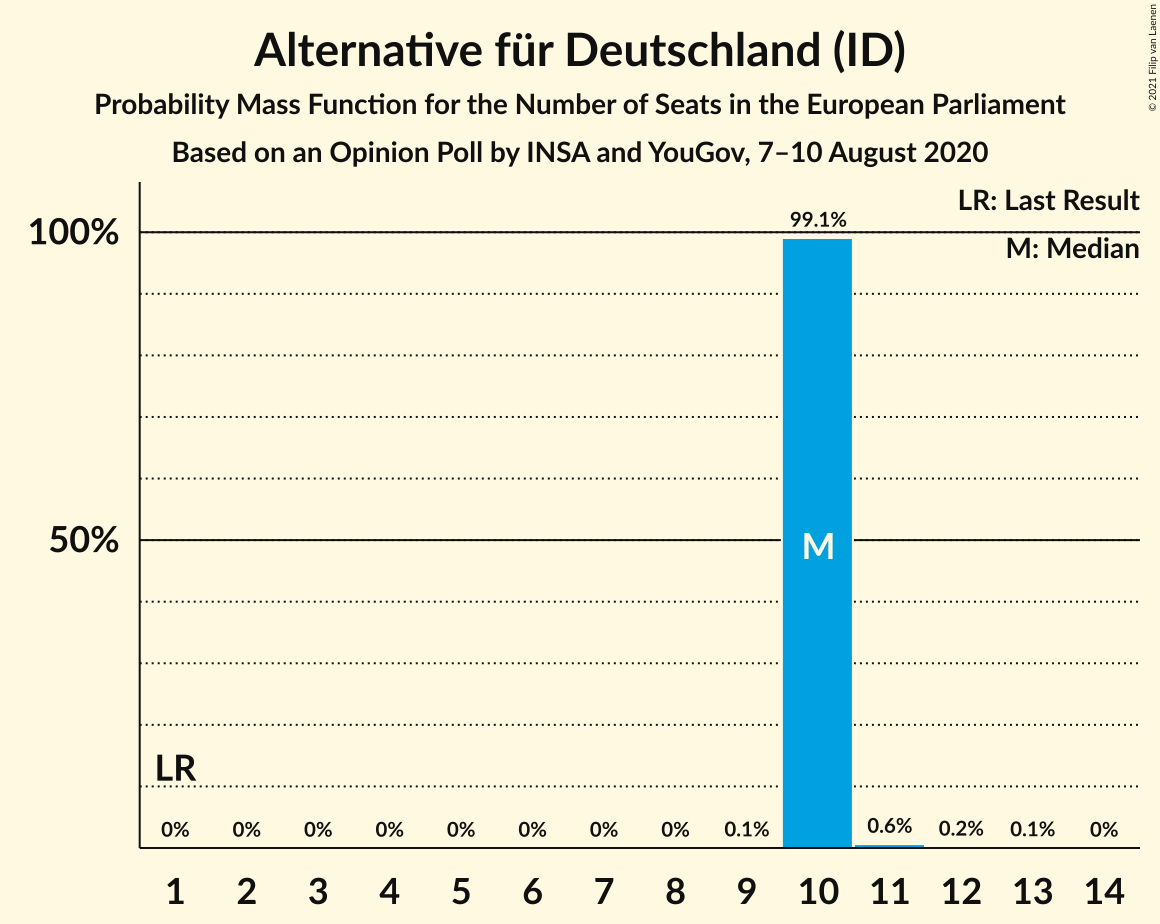 Alternative für Deutschland (ID)
Probability Mass Function for the Number of Seats in the European Parliament
Based on an Opinion Poll by INSA and YouGov, 7–10 August 2020
© 2021 Filip van Laenen
LR: Last Result
M: Median
100%
50%
99.1%
M
LR
0% 0% 0% 0% 0% 0% 0% 0% 0.1% 0.6% 0.2% 0.1% 0%
1 2 3 4 5 6 7 8 9 10 11 12 13 14